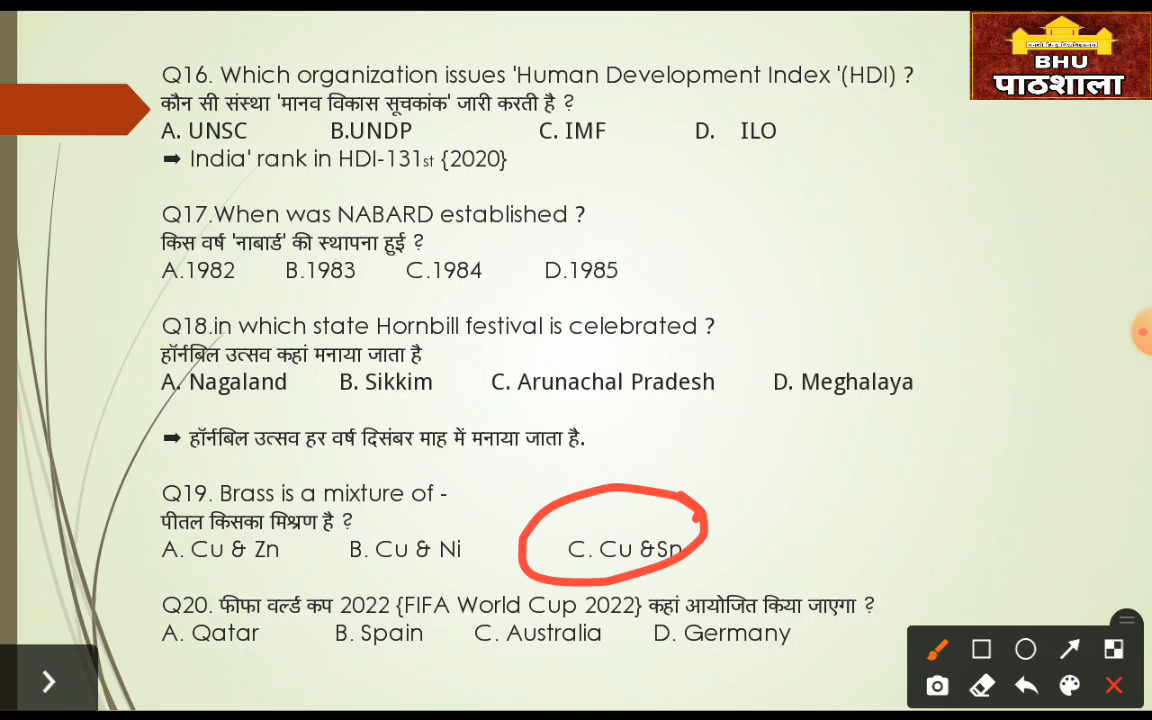 BHU
पाठशाला
Q16. Which organization issues 'Human Development Index '(HDI) ?
कौन सी संस्था 'मानव विकास सूचकांक' जारी करती है ?
A. UNSC B.UNDP C. IMF D. ILO
➡ India' rank in HDI-131st {2020}
Q17.When was NABARD established ?
किस वर्ष 'नाबार्ड' की स्थापना हुई ?
A.1982 B.1983 C.1984 D.1985
Q18.in which state Hornbill festival is celebrated ?
हॉर्नबिल उत्सव कहां मनाया जाता है
A. Nagaland B. Sikkim C. Arunachal Pradesh D. Meghalaya
➡ हॉर्नबिल उत्सव हर वर्ष दिसंबर माह में मनाया जाता है.
Q19. Brass is a mixture of -
पीतल किसका मिश्रण है ?
A. Cu & Zn B. Cu & Ni C. Cu &Sn
Q20. फीफा वर्ल्ड कप 2022 {FIFA World Cup 2022} कहां आयोजित किया जाएगा ?
A. Qatar B. Spain C. Australia D. Germany